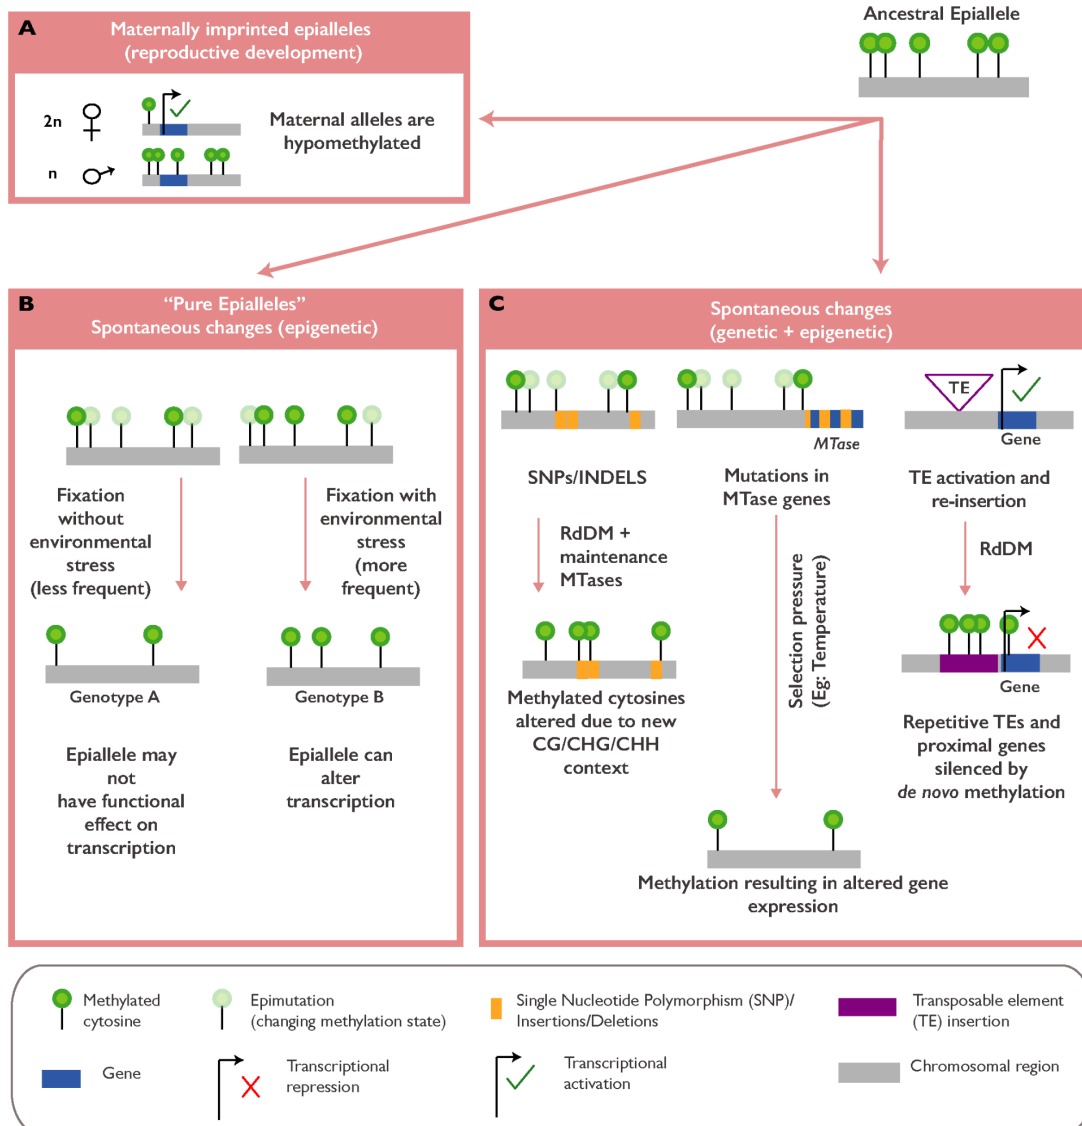 A
Maternally imprinted epialleles
(reproductive development)
2n
n
Maternal alleles are
hypomethylated
Ancestral Epiallele
B
“Pure Epialleles”
Spontaneous changes (epigenetic)
Fixation
without
environmental
stress
(less frequent)
Fixation with
environmental
stress
(more
frequent)
Genotype A
Genotype B
Epiallele may
not
have functional
effect on
transcription
Epiallele can
alter
transcription
C
Spontaneous changes
(genetic + epigenetic)
MTase
TE
Gene
SNPs/INDELS
Mutations in
MTase genes
TE activation and
re-insertion
RdDM +
maintenance
MTases
Selection pressure
(Eg: Temperature)
RdDM
Gene
Methylated cytosines
altered due to new
CG/CHG/CHH
context
Repetitive TEs and
proximal genes
silenced by
de novo methylation
Methylation resulting in altered gene
expression
Methylated
cytosine
Epimutation
(changing methylation state)
Single Nucleotide Polymorphism (SNP)/
Insertions/Deletions
Transposable element
(TE) insertion
Gene
Transcriptional
repression
Transcriptional
activation
Chromosomal region